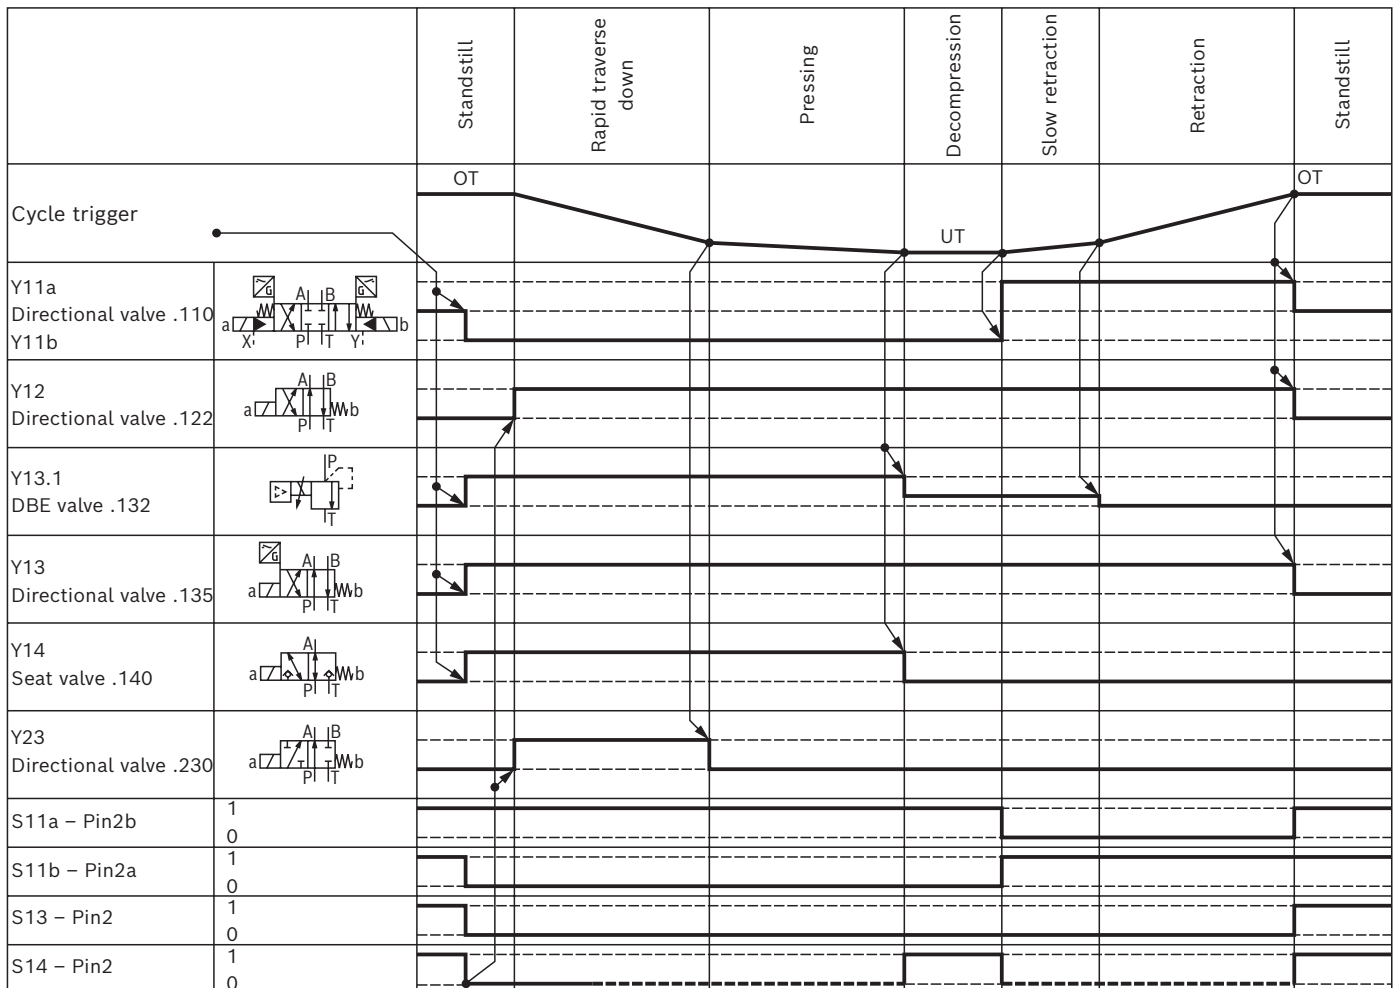 Standstill
Rapid traverse
down
Pressing
Decompression
Slow retraction
Retraction
Standstill
Cycle trigger
OT
UT
OT
Y11a
Directional valve .110
Y11b
G
G
A B
a b
X P T Y
Y12
Directional valve .122
A B
a b
P T
Y13.1
DBE valve .132
P
T
Y13
Directional valve .135
G
A B
a b
P T
Y14
Seat valve .140
A
a b
P T
Y23
Directional valve .230
A B
a b
P T
S11a – Pin2b
1
0
S11b – Pin2a
1
0
S13 – Pin2
1
0
S14 – Pin2
1
0